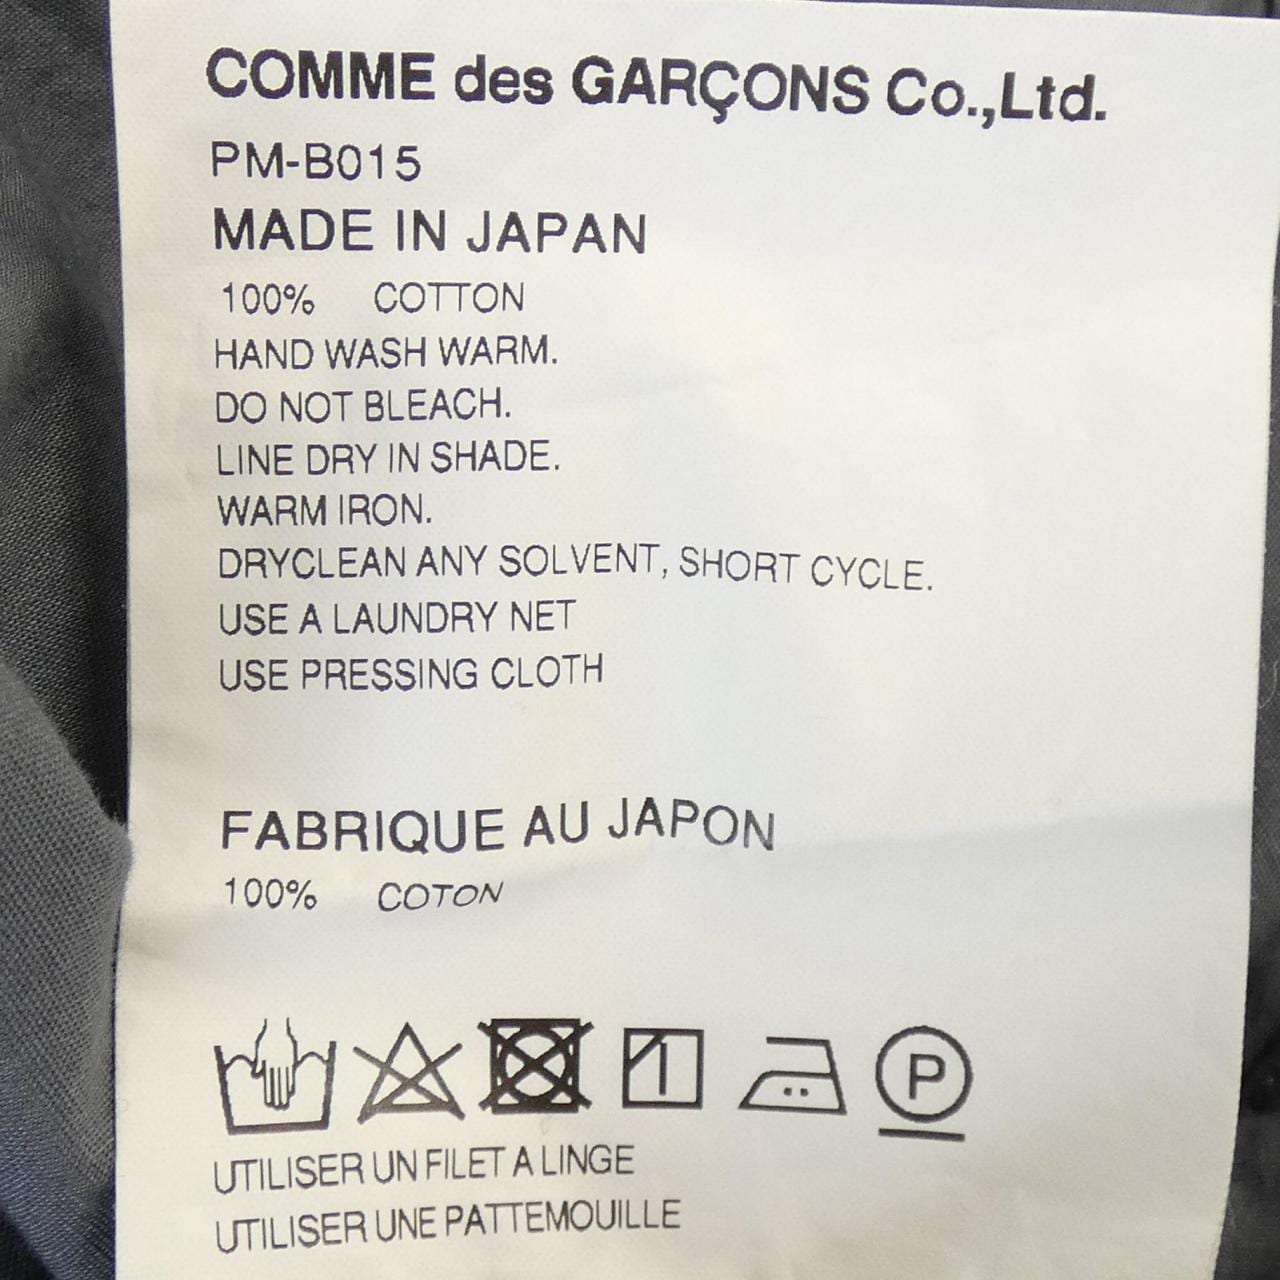 COMME des GARÇONS Co.,Ltd.
PM-B015
MADE IN JAPAN
100% COTTON
HAND WASH WARM.
DO NOT BLEACH.
LINE DRY IN SHADE.
WARM IRON.
DRYCLEAN ANY SOLVENT, SHORT CYCLE.
USE A LAUNDRY NET
USE PRESSING CLOTH
FABRIQUE AU JAPON
100% COTON
P
UTILISER UN FILET A LINGE
UTILISER UNE PATTEMOUILLE